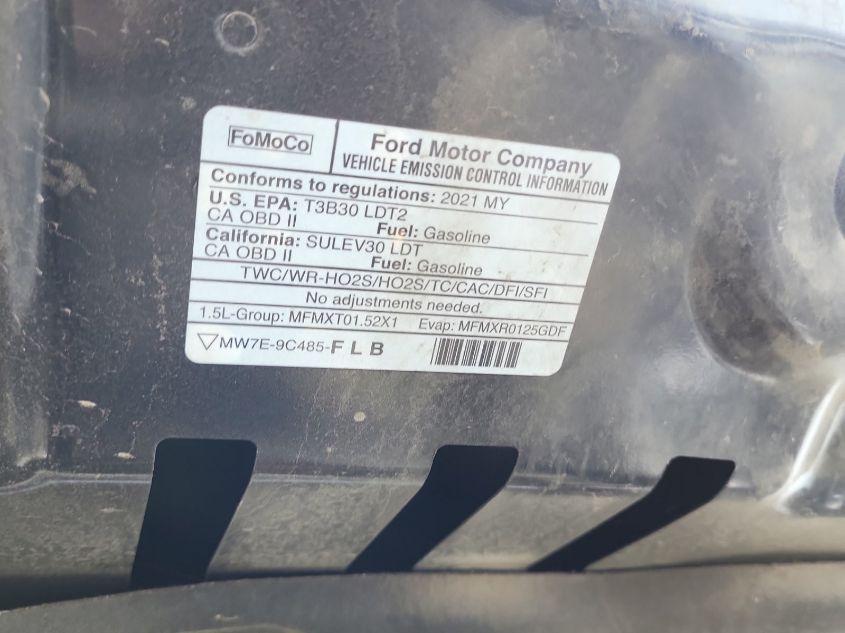 FoMoCo
Ford Motor Company
VEHICLE EMISSION CONTROL INFORMATION
Conforms to regulations: 2021 MY
U.S. EPA: T3B30 LDT2
CA OBD II Fuel: Gasoline
California: SULEV30 LDT
CA OBD II Fuel: Gasoline
TWC/WR-HO2S/HO2S/TC/CAC/DFI/SFI
No adjustments needed.
1.5L-Group: MFMXT01.52X1 Evap: MFMXR0125GDF
MW7E-9C485-F L B